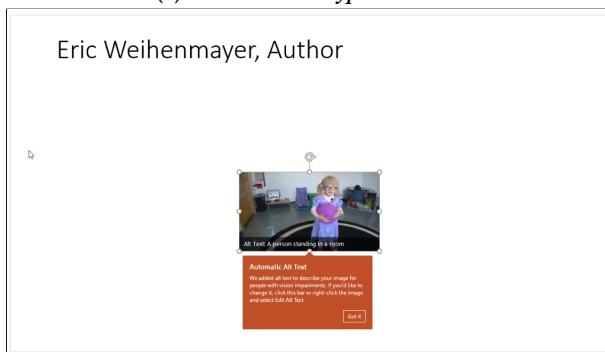 Eric Weihenmayer, Author
Alt Text: A person standing in a room
Automatic Alt Text
We added alt text to describe your image for
people with vision impairments. If you'd like to
change it, click this bar or right-click the image
and select Edit Alt Text.
Got it